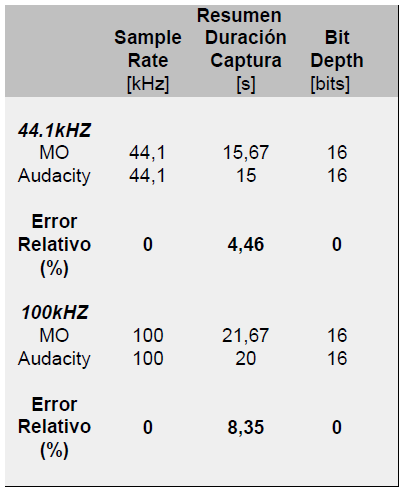 Resumen
Sample Duración Bit
Rate Captura Depth
[kHz] [s] [bits]
44.1kHZ
MO 44,1 15,67 16
Audacity 44,1 15 16
Error
Relativo 0 4,46 0
(%)
100kHZ
MO 100 21,67 16
Audacity 100 20 16
Error
Relativo 0 8,35 0
(%)